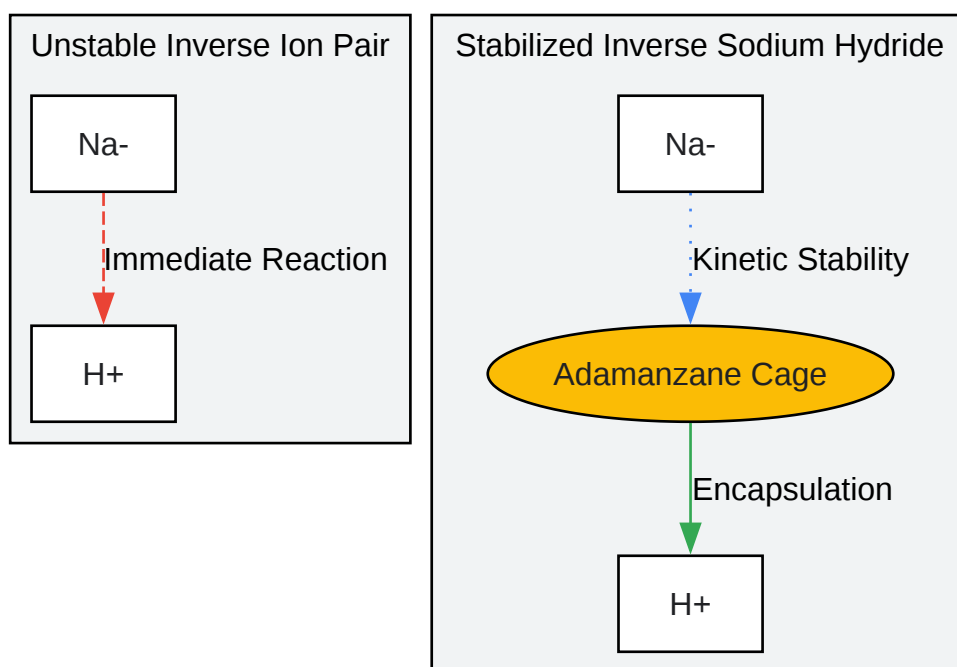 Unstable Inverse Ion Pair
Na-
Immediate Reaction
H+
Stabilized Inverse Sodium Hydride
Na-
Kinetic Stability
Adamanzane Cage
Encapsulation
H+